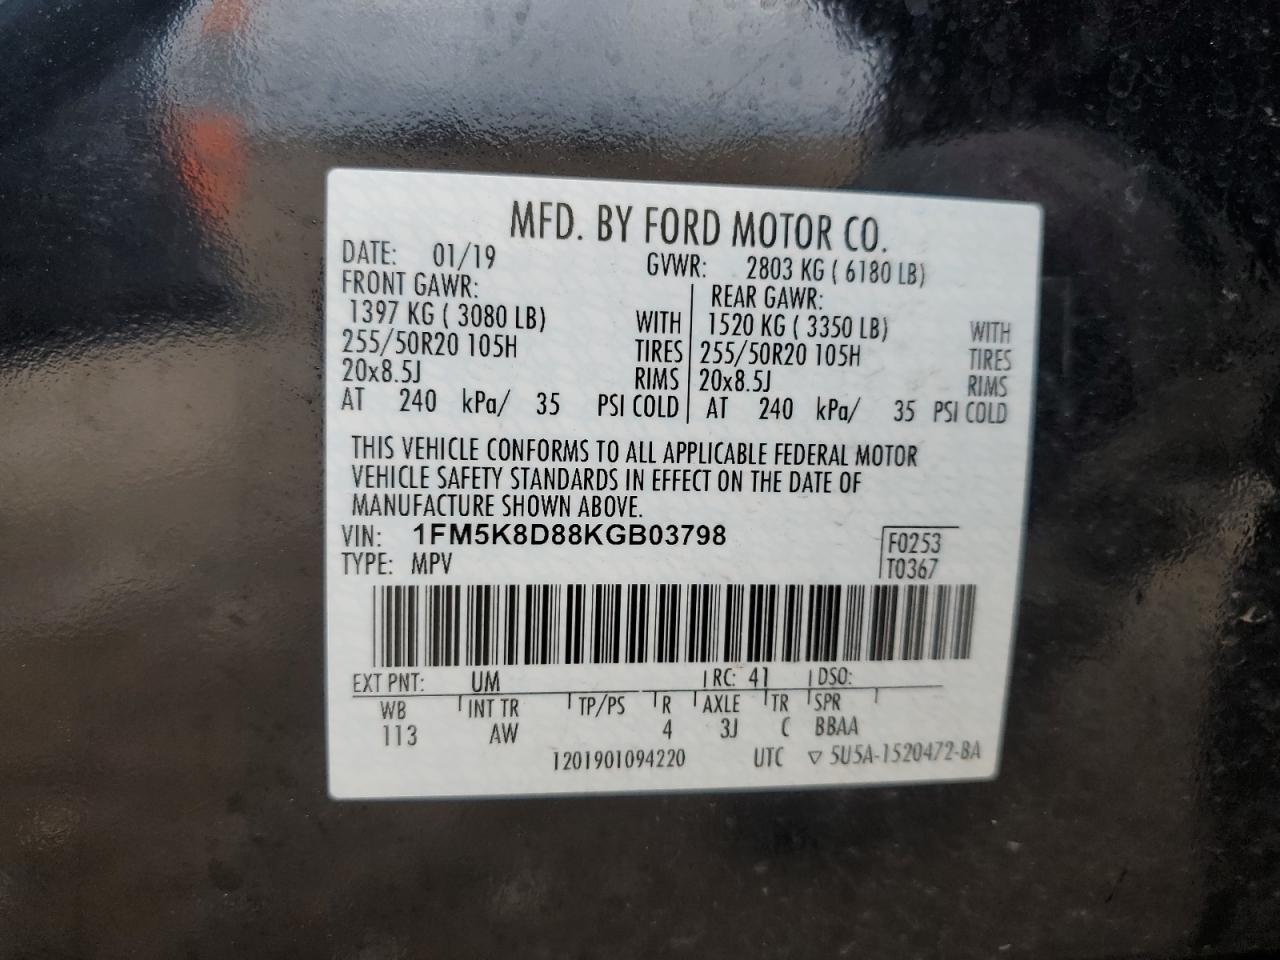 MFD. BY FORD MOTOR CO.
DATE: 01/19 GVWR: 2803 KG ( 6180 LB)
FRONT GAWR: REAR GAWR:
1397 KG ( 3080 LB) WITH 1520 KG ( 3350 LB) WITH
255/50R20 105H TIRES 255/50R20 105H TIRES
20x8.5J RIMS 20x8.5J RIMS
AT 240 kPa/ 35 PSI COLD AT 240 kPa/ 35 PSI COLD
THIS VEHICLE CONFORMS TO ALL APPLICABLE FEDERAL MOTOR
VEHICLE SAFETY STANDARDS IN EFFECT ON THE DATE OF
MANUFACTURE SHOWN ABOVE.
VIN: 1FM5K8D88KGB03798 F0253
TYPE: MPV T0367
EXT PNT: UM RC: 41 DSO:
WB INT TR TP/PS R AXLE TR SPR
113 AW 4 3J C BBAA
1201901094220 UTC ▽ 5U5A-1520472-BA